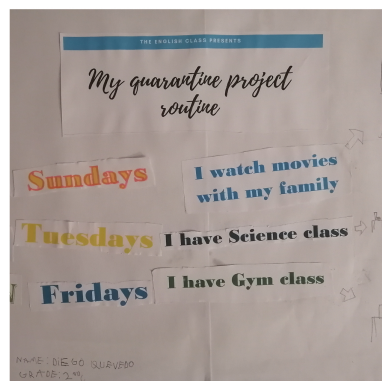 THE ENGLISH CLASS PRESENTS
My quarantine project
routine
Sundays
I watch movies
with my family
Tuesdays
I have Science class
Fridays
I have Gym class
NAME: DIEGO QUEVEDO
GRADE: